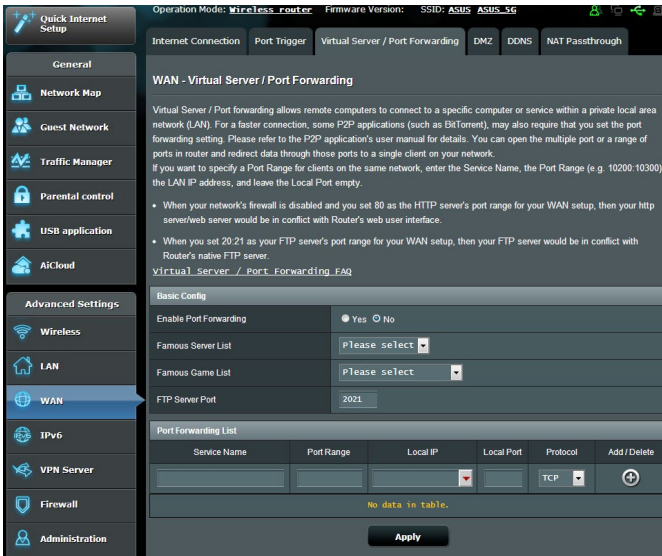 Operation Mode: Wireless router Firmware Version: SSID: ASUS ASUS_5G
Quick Internet
Setup
Internet Connection Port Trigger Virtual Server / Port Forwarding DMZ DDNS NAT Passthrough
General
Network Map
Guest Network
Traffic Manager
Parental control
USB application
AiCloud
Advanced Settings
Wireless
LAN
WAN
IPv6
VPN Server
Firewall
Administration
WAN - Virtual Server / Port Forwarding
Virtual Server / Port forwarding allows remote computers to connect to a specific computer or service within a private local area
network (LAN). For a faster connection, some P2P applications (such as BitTorrent), may also require that you set the port
forwarding setting. Please refer to the P2P application's user manual for details. You can open the multiple port or a range of
ports in router and redirect data through those ports to a single client on your network.
If you want to specify a Port Range for clients on the same network, enter the Service Name, the Port Range (e.g. 10200:10300)
the LAN IP address, and leave the Local Port empty.
• When your network's firewall is disabled and you set 80 as the HTTP server's port range for your WAN setup, then your http
server/web server would be in conflict with Router's web user interface.
• When you set 20:21 as your FTP server's port range for your WAN setup, then your FTP server would be in conflict with
Router's native FTP server.
Virtual Server / Port Forwarding FAQ
Basic Config
Enable Port Forwarding Yes No
Famous Server List Please select
Famous Game List Please select
FTP Server Port 2021
Port Forwarding List
Service Name Port Range Local IP Local Port Protocol Add / Delete
TCP
No data in table.
Apply